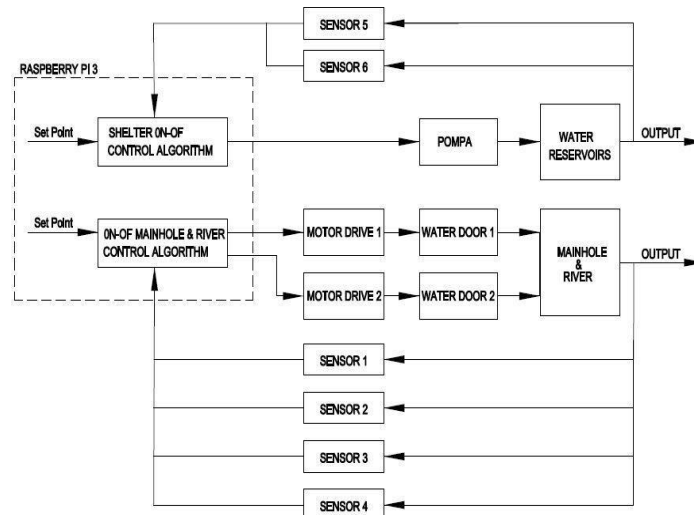 SENSOR 5
SENSOR 6
RASPBERRY PI 3
Set Point
SHELTER 0N-OF
CONTROL ALGORITHM
POMPA
WATER
RESERVOIRS
OUTPUT
Set Point
0N-OF MAINHOLE & RIVER
CONTROL ALGORITHM
MOTOR DRIVE 1
WATER DOOR 1
MAINHOLE
&
RIVER
OUTPUT
MOTOR DRIVE 2
WATER DOOR 2
SENSOR 1
SENSOR 2
SENSOR 3
SENSOR 4